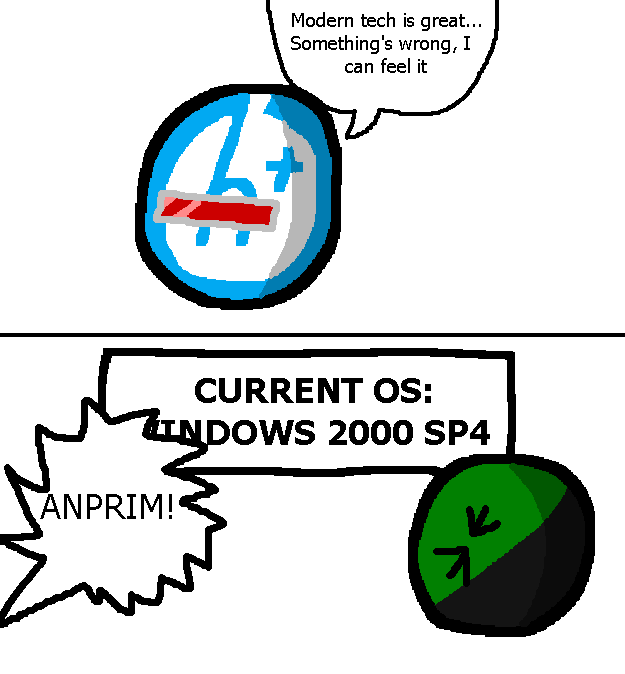 Modern tech is great...
Something's wrong, I
can feel it
h+
CURRENT OS:
WINDOWS 2000 SP4
ANPRIM!